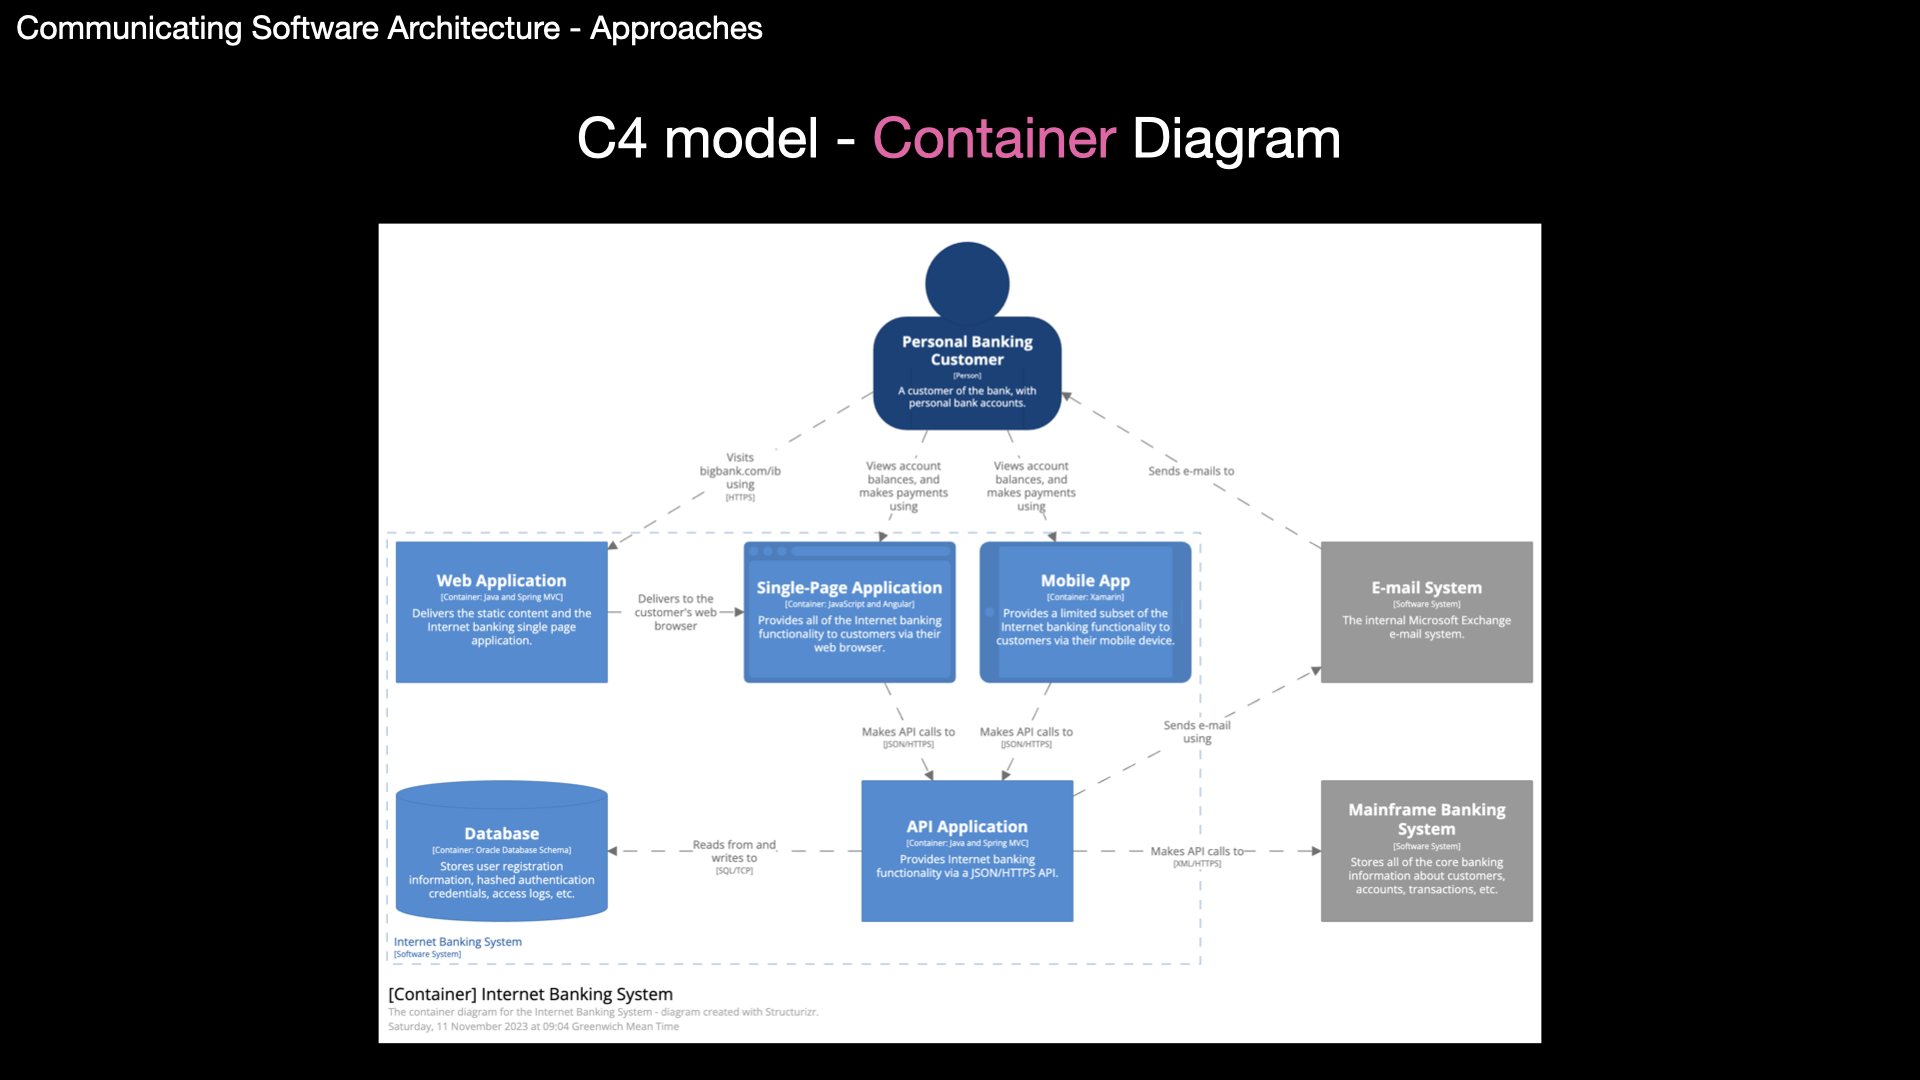 Communicating Software Architecture - Approaches
C4 model - Container Diagram
Personal Banking
Customer
[Person]
A customer of the bank, with
personal bank accounts.
Visits
bigbank.com/ib
using
[HTTPS]
Views account
balances, and
makes payments
using
Views account
balances, and
makes payments
using
Sends e-mails to
Web Application
[Container: Java and Spring MVC]
Delivers the static content and the
Internet banking single page
application.
Delivers to the
customer's web
browser
Single-Page Application
[Container: JavaScript and Angular]
Provides all of the Internet banking
functionality to customers via their
web browser.
Mobile App
[Container: Xamarin]
Provides a limited subset of the
Internet banking functionality to
customers via their mobile device.
E-mail System
[Software System]
The internal Microsoft Exchange
e-mail system.
Makes API calls to
[JSON/HTTPS]
Makes API calls to
[JSON/HTTPS]
Sends e-mail
using
Database
[Container: Oracle Database Schema]
Stores user registration
information, hashed authentication
credentials, access logs, etc.
Reads from and
writes to
[SQL/TCP]
API Application
[Container: Java and Spring MVC]
Provides Internet banking
functionality via a JSON/HTTPS API.
Makes API calls to
[XML/HTTPS]
Mainframe Banking
System
[Software System]
Stores all of the core banking
information about customers,
accounts, transactions, etc.
Internet Banking System
[Software System]
[Container] Internet Banking System
The container diagram for the Internet Banking System - diagram created with Structurizr.
Saturday, 11 November 2023 at 09:04 Greenwich Mean Time